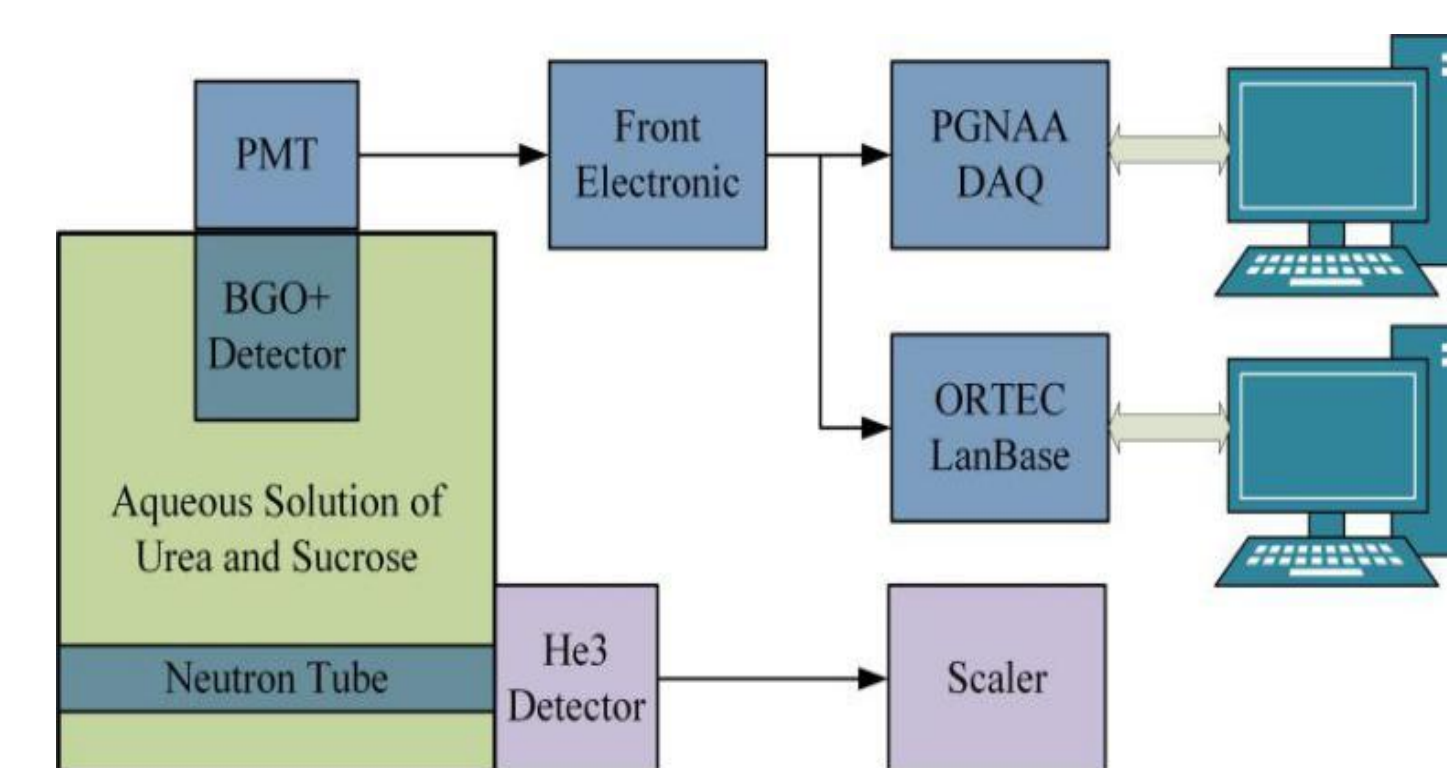 PMT
Front
Electronic
PGNAA
DAQ
BGO+
Detector
ORTEC
LanBase
Aqueous Solution of
Urea and Sucrose
Neutron Tube
He3
Detector
Scaler